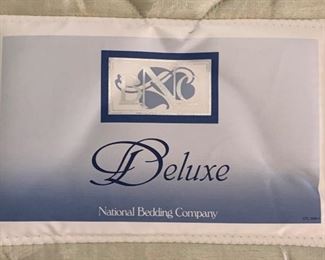 Deluxe
National Bedding Company